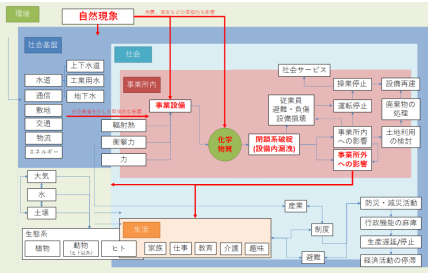 環境
自然現象
社会基盤
社会
事業所内
上下水道
水道
工業用水
通信
地下水
敷地
交通
物流
エネルギー
事業設備
輻射熱
衝撃力
力
化学
物質
社会サービス
従業員
避難・負傷
設備損壊
閉鎖系破綻
(設備内漏洩)
操業停止
運転停止
事業所内
への影響
事業所外
への影響
設備再建
廃棄物の
処理
土地利用
の検討
大気
水
土壌
生態系
植物
動物
(ヒト以外)
ヒト
生活
家族
仕事
教育
介護
趣味
産業
制度
避難
防災・減災活動
行政機能の麻痺
生産遅延/停止
経済活動の停滞